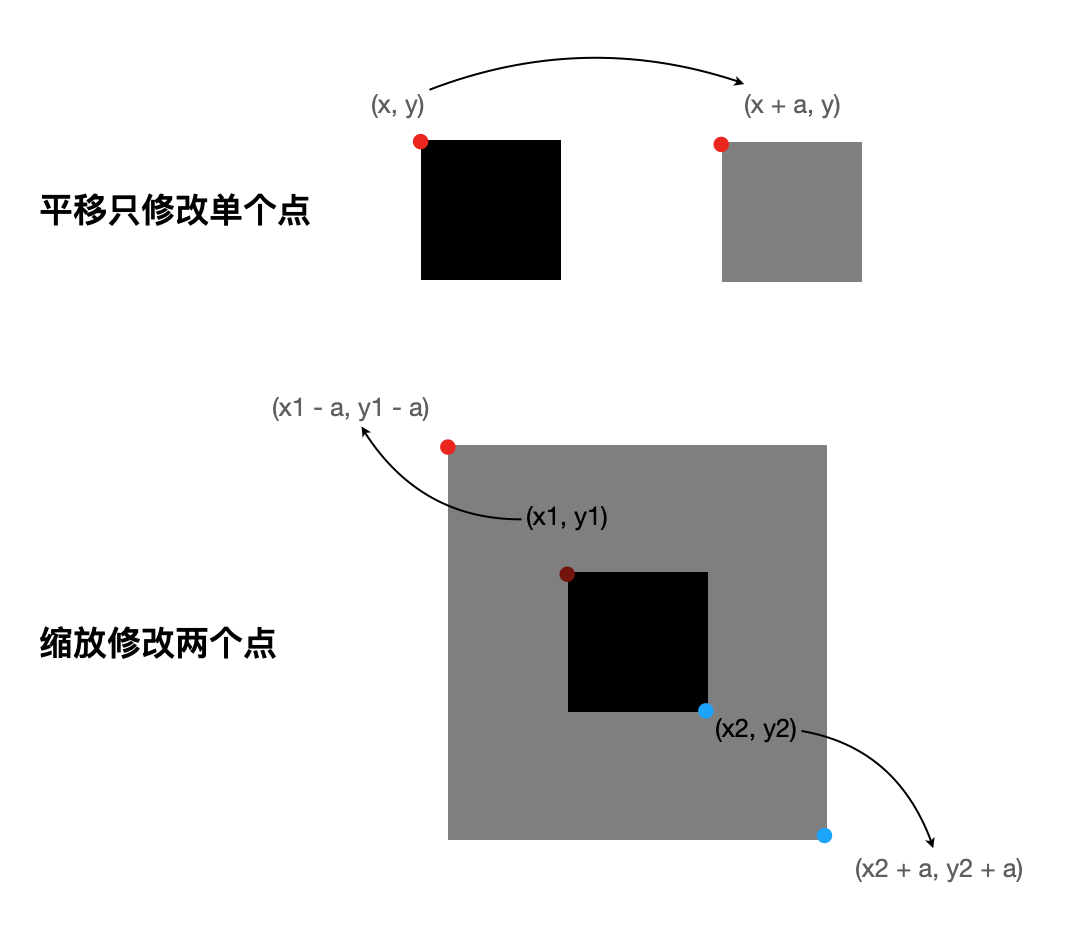 (x, y)
(x + a, y)
平移只修改单个点
(x1 - a, y1 - a)
(x1, y1)
缩放修改两个点
(x2, y2)
(x2 + a, y2 + a)